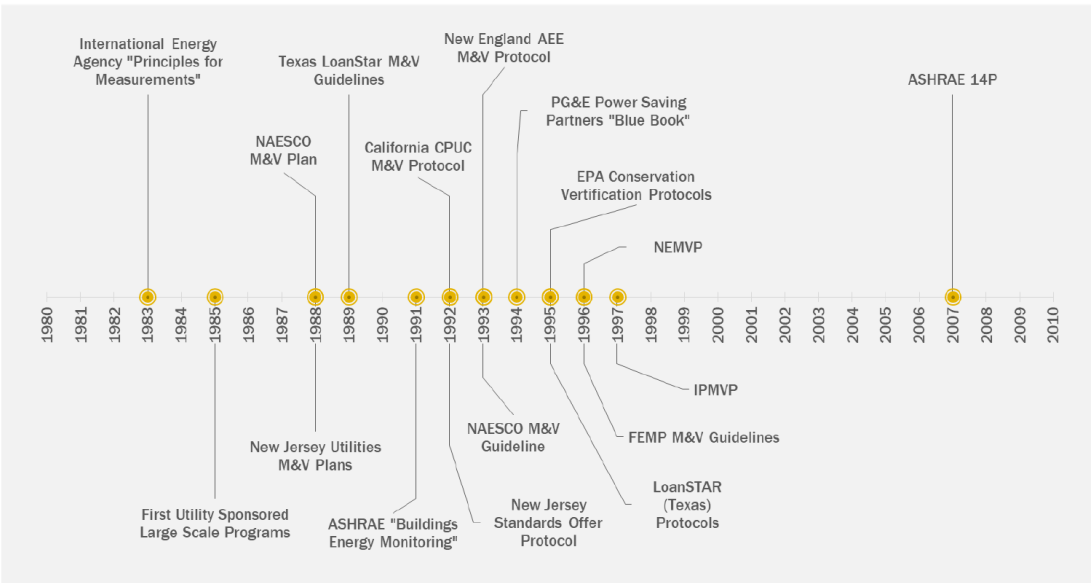 International Energy
Agency "Principles for
Measurements"
Texas LoanStar M&V
Guidelines
New England AEE
M&V Protocol
ASHRAE 14P
PG&E Power Saving
Partners "Blue Book"
NAESCO
M&V Plan
California CPUC
M&V Protocol
EPA Conservation
Vertification Protocols
NEMVP
1980
1981
1982
1983
1984
1985
1986
1987
1988
1989
1990
1991
1992
1993
1994
1995
1996
1997
1998
1999
2000
2001
2002
2003
2004
2005
2006
2007
2008
2009
2010
IPMVP
NAESCO M&V
Guideline
FEMP M&V Guidelines
New Jersey Utilities
M&V Plans
LoanSTAR
(Texas)
Protocols
First Utility Sponsored
Large Scale Programs
ASHRAE "Buildings
Energy Monitoring"
New Jersey
Standards Offer
Protocol